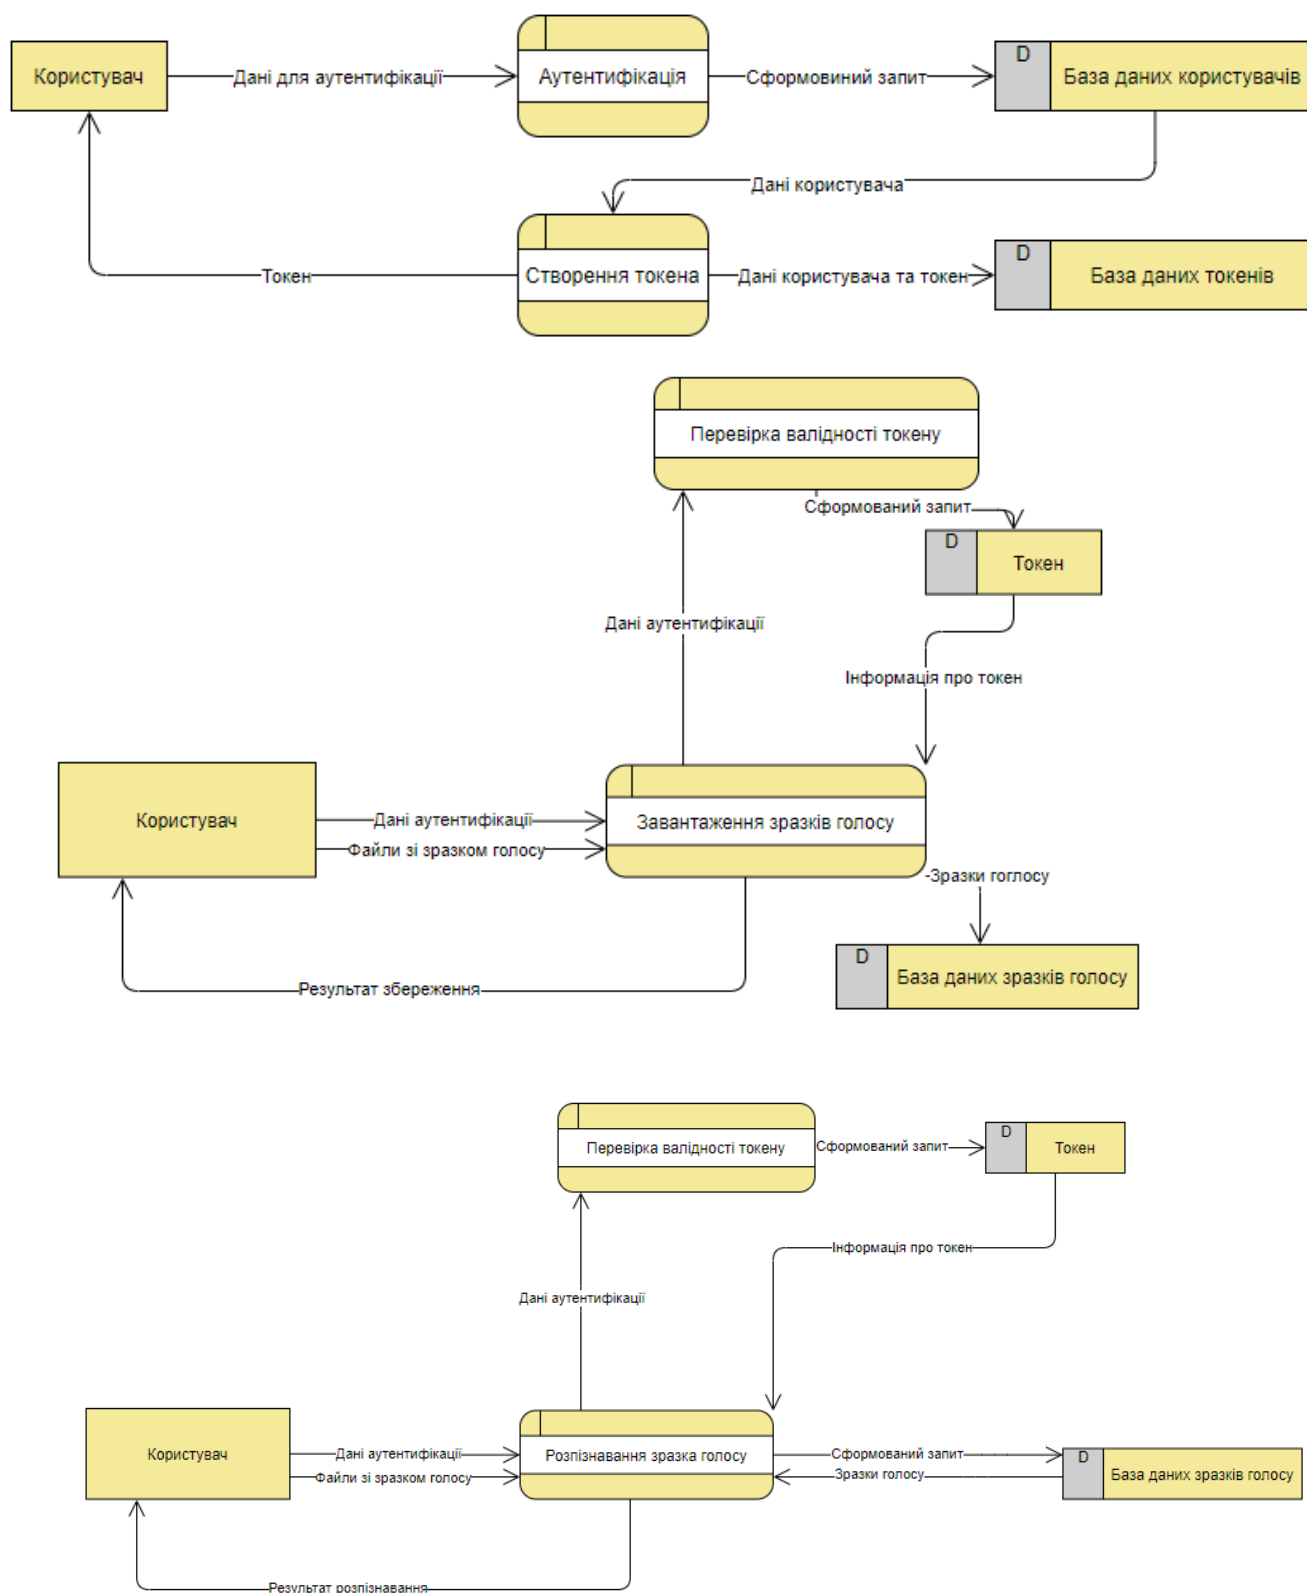 Користувач
Дані для аутентифікації
Аутентифікація
Сформовиний запит
D
База даних користувачів
Дані користувача
Токен
Створення токена
Дані користувача та токен
D
База даних токенів
Перевірка валідності токену
Сформований запит
D
Токен
Дані аутентифікації
Інформація про токен
Користувач
Дані аутентифікації
Файли зі зразком голосу
Завантаження зразків голосу
-Зразки гоглосу
D
База даних зразків голосу
Результат збереження
Перевірка валідності токену
Сформований запит
D
Токен
Інформація про токен
Дані аутентифікації
Користувач
Дані аутентифікації
Файли зі зразком голосу
Розпізнавання зразка голосу
Сформований запит
Зразки голосу
D
База даних зразків голосу
Результат розпізнавання